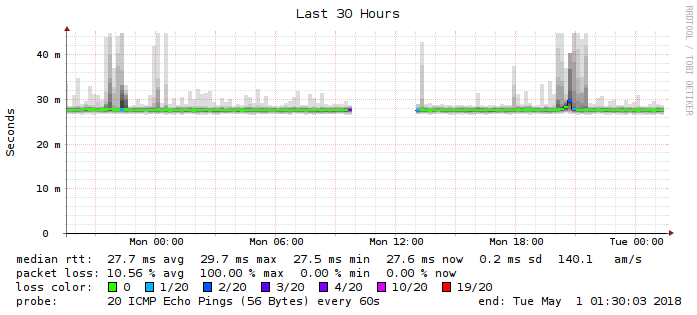 Last 30 Hours
RRDTOOL / TOBI OETIKER
Seconds
40 m
30 m
20 m
10 m
0
Mon 00:00 Mon 06:00 Mon 12:00 Mon 18:00 Tue 00:00
median rtt: 27.7 ms avg 29.7 ms max 27.5 ms min 27.6 ms now 0.2 ms sd 140.1 am/s
packet loss: 10.56 % avg 100.00 % max 0.00 % min 0.00 % now
loss color: 0 1/20 2/20 3/20 4/20 10/20 19/20
probe: 20 ICMP Echo Pings (56 Bytes) every 60s end: Tue May 1 01:30:03 2018